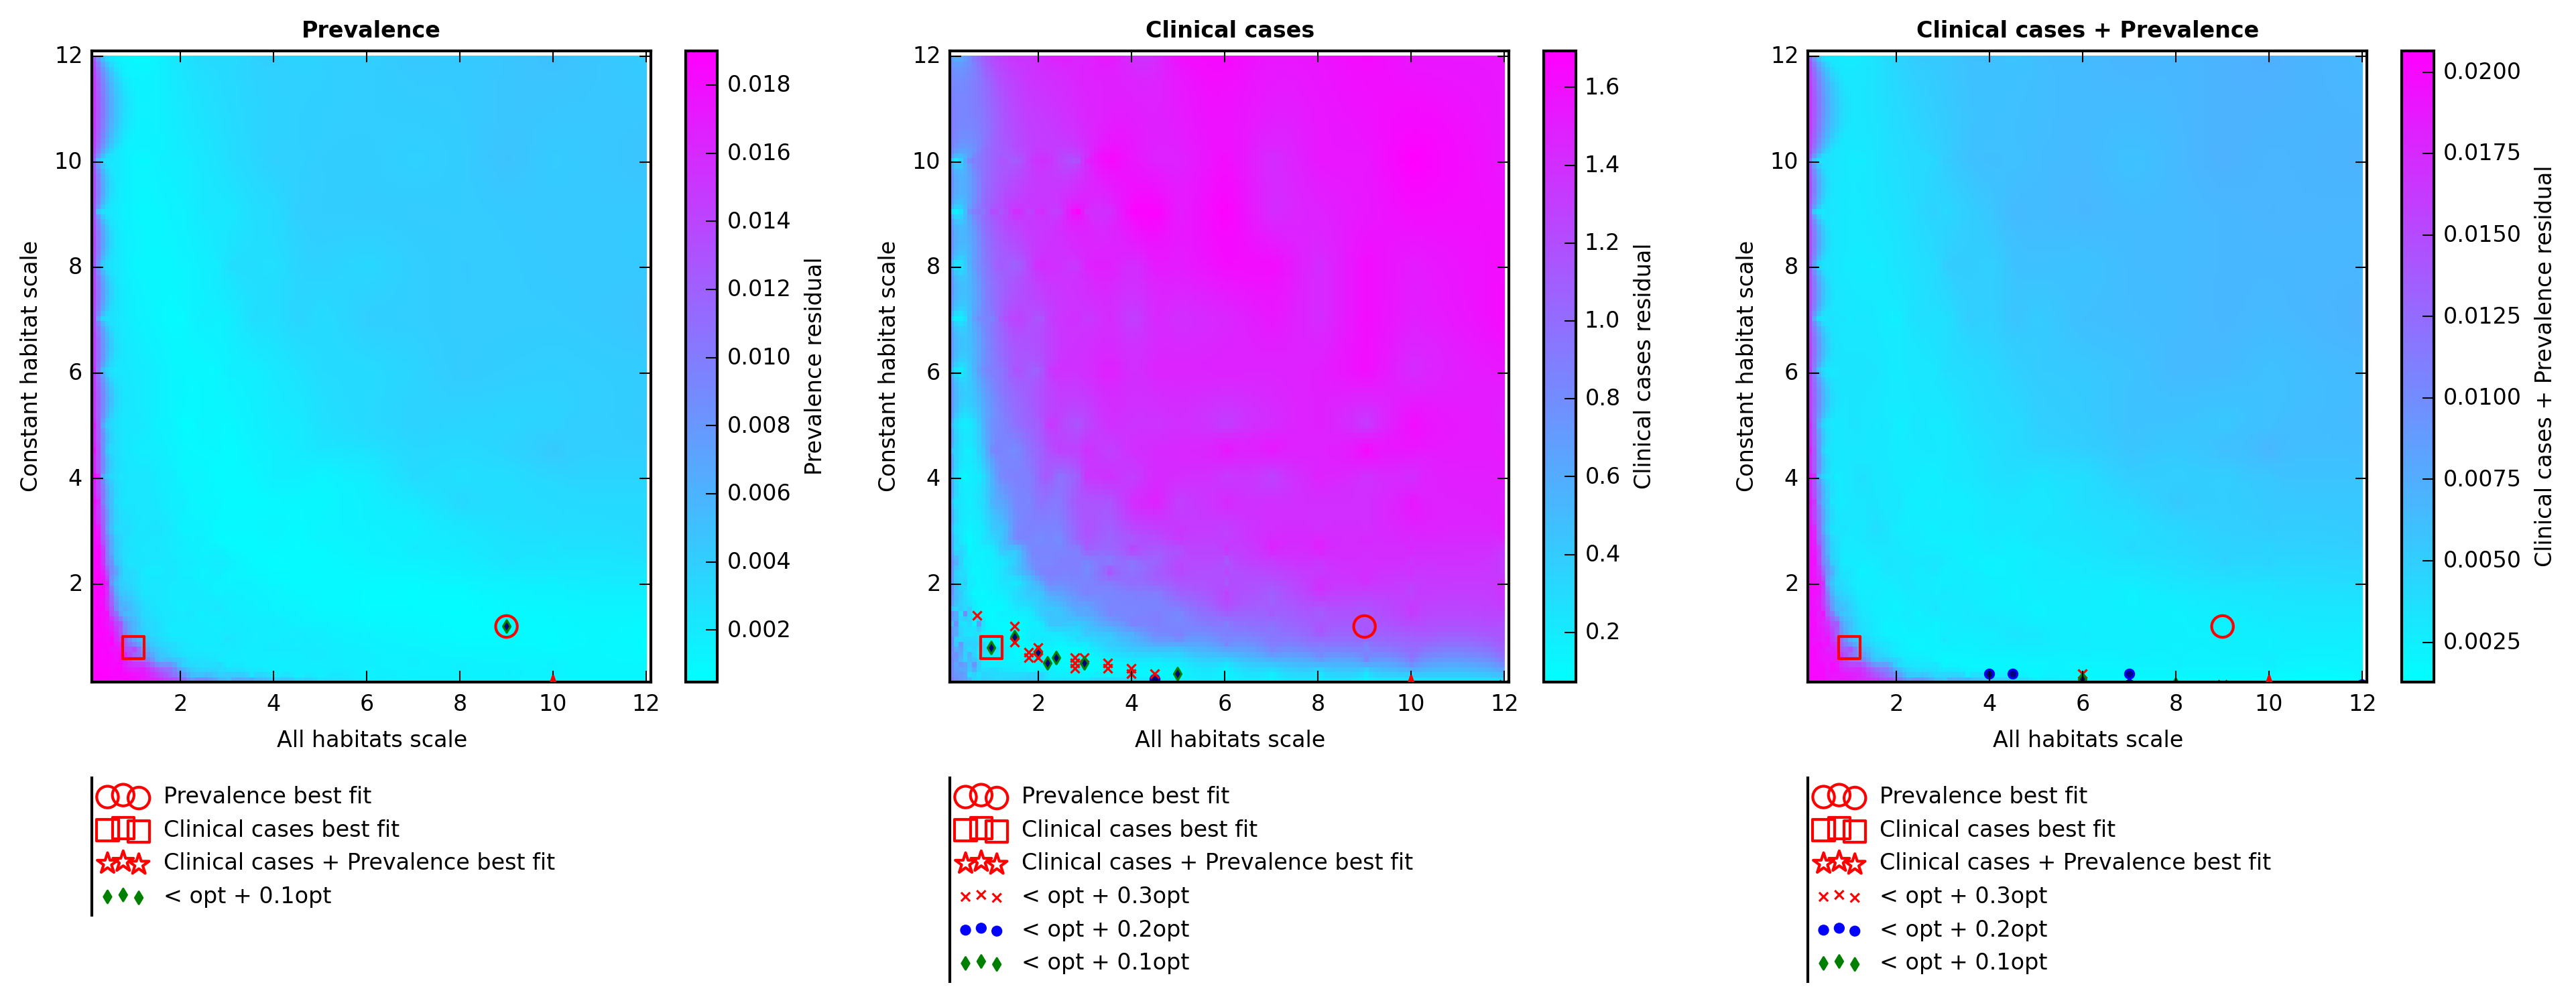 Prevalence
12
10
8
6
4
2
2 4 6 8 10 12
Constant habitat scale
All habitats scale
0.018
0.016
0.014
0.012
0.010
0.008
0.006
0.004
0.002
Prevalence residual
Prevalence best fit
Clinical cases best fit
Clinical cases + Prevalence best fit
< opt + 0.1opt
Clinical cases
12
10
8
6
4
2
2 4 6 8 10 12
Constant habitat scale
All habitats scale
1.6
1.4
1.2
1.0
0.8
0.6
0.4
0.2
Clinical cases residual
Prevalence best fit
Clinical cases best fit
Clinical cases + Prevalence best fit
< opt + 0.3opt
< opt + 0.2opt
< opt + 0.1opt
Clinical cases + Prevalence
12
10
8
6
4
2
2 4 6 8 10 12
Constant habitat scale
All habitats scale
0.0200
0.0175
0.0150
0.0125
0.0100
0.0075
0.0050
0.0025
Clinical cases + Prevalence residual
Prevalence best fit
Clinical cases best fit
Clinical cases + Prevalence best fit
< opt + 0.3opt
< opt + 0.2opt
< opt + 0.1opt